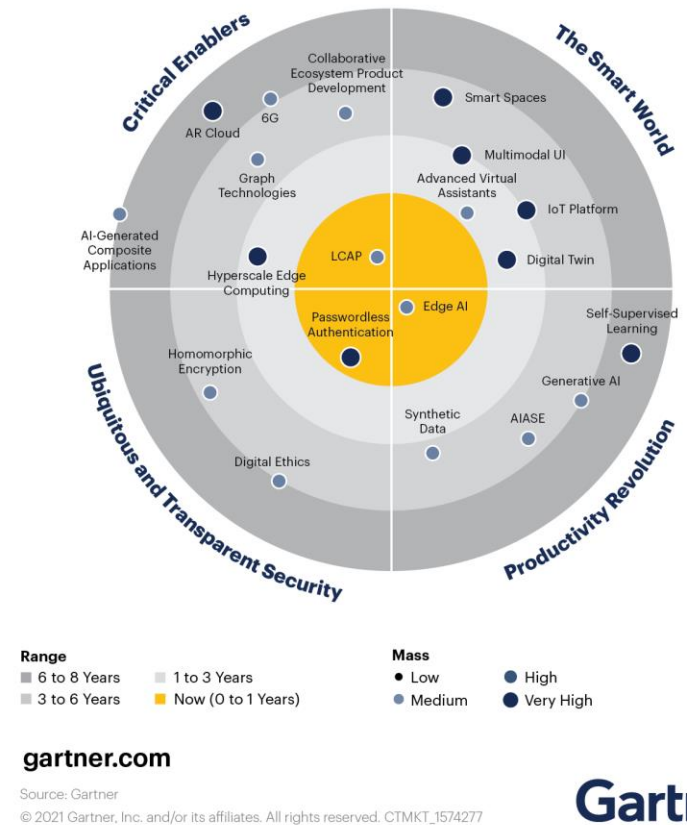 Critical Enablers
The Smart World
Collaborative
Ecosystem Product
Development
6G
AR Cloud
Graph
Technologies
AI-Generated
Composite
Applications
Hyperscale Edge
Computing
LCAP
Smart Spaces
Multimodal UI
Advanced Virtual
Assistants
IoT Platform
Digital Twin
Passwordless
Authentication
Edge AI
Self-Supervised
Learning
Homomorphic
Encryption
Generative AI
Synthetic
Data
AIASE
Digital Ethics
Ubiquitous and Transparent Security
Productivity Revolution
Range
6 to 8 Years
1 to 3 Years
3 to 6 Years
Now (0 to 1 Years)
Mass
Low
High
Medium
Very High
gartner.com
Source: Gartner
© 2021 Gartner, Inc. and/or its affiliates. All rights reserved. CTMKT_1574277